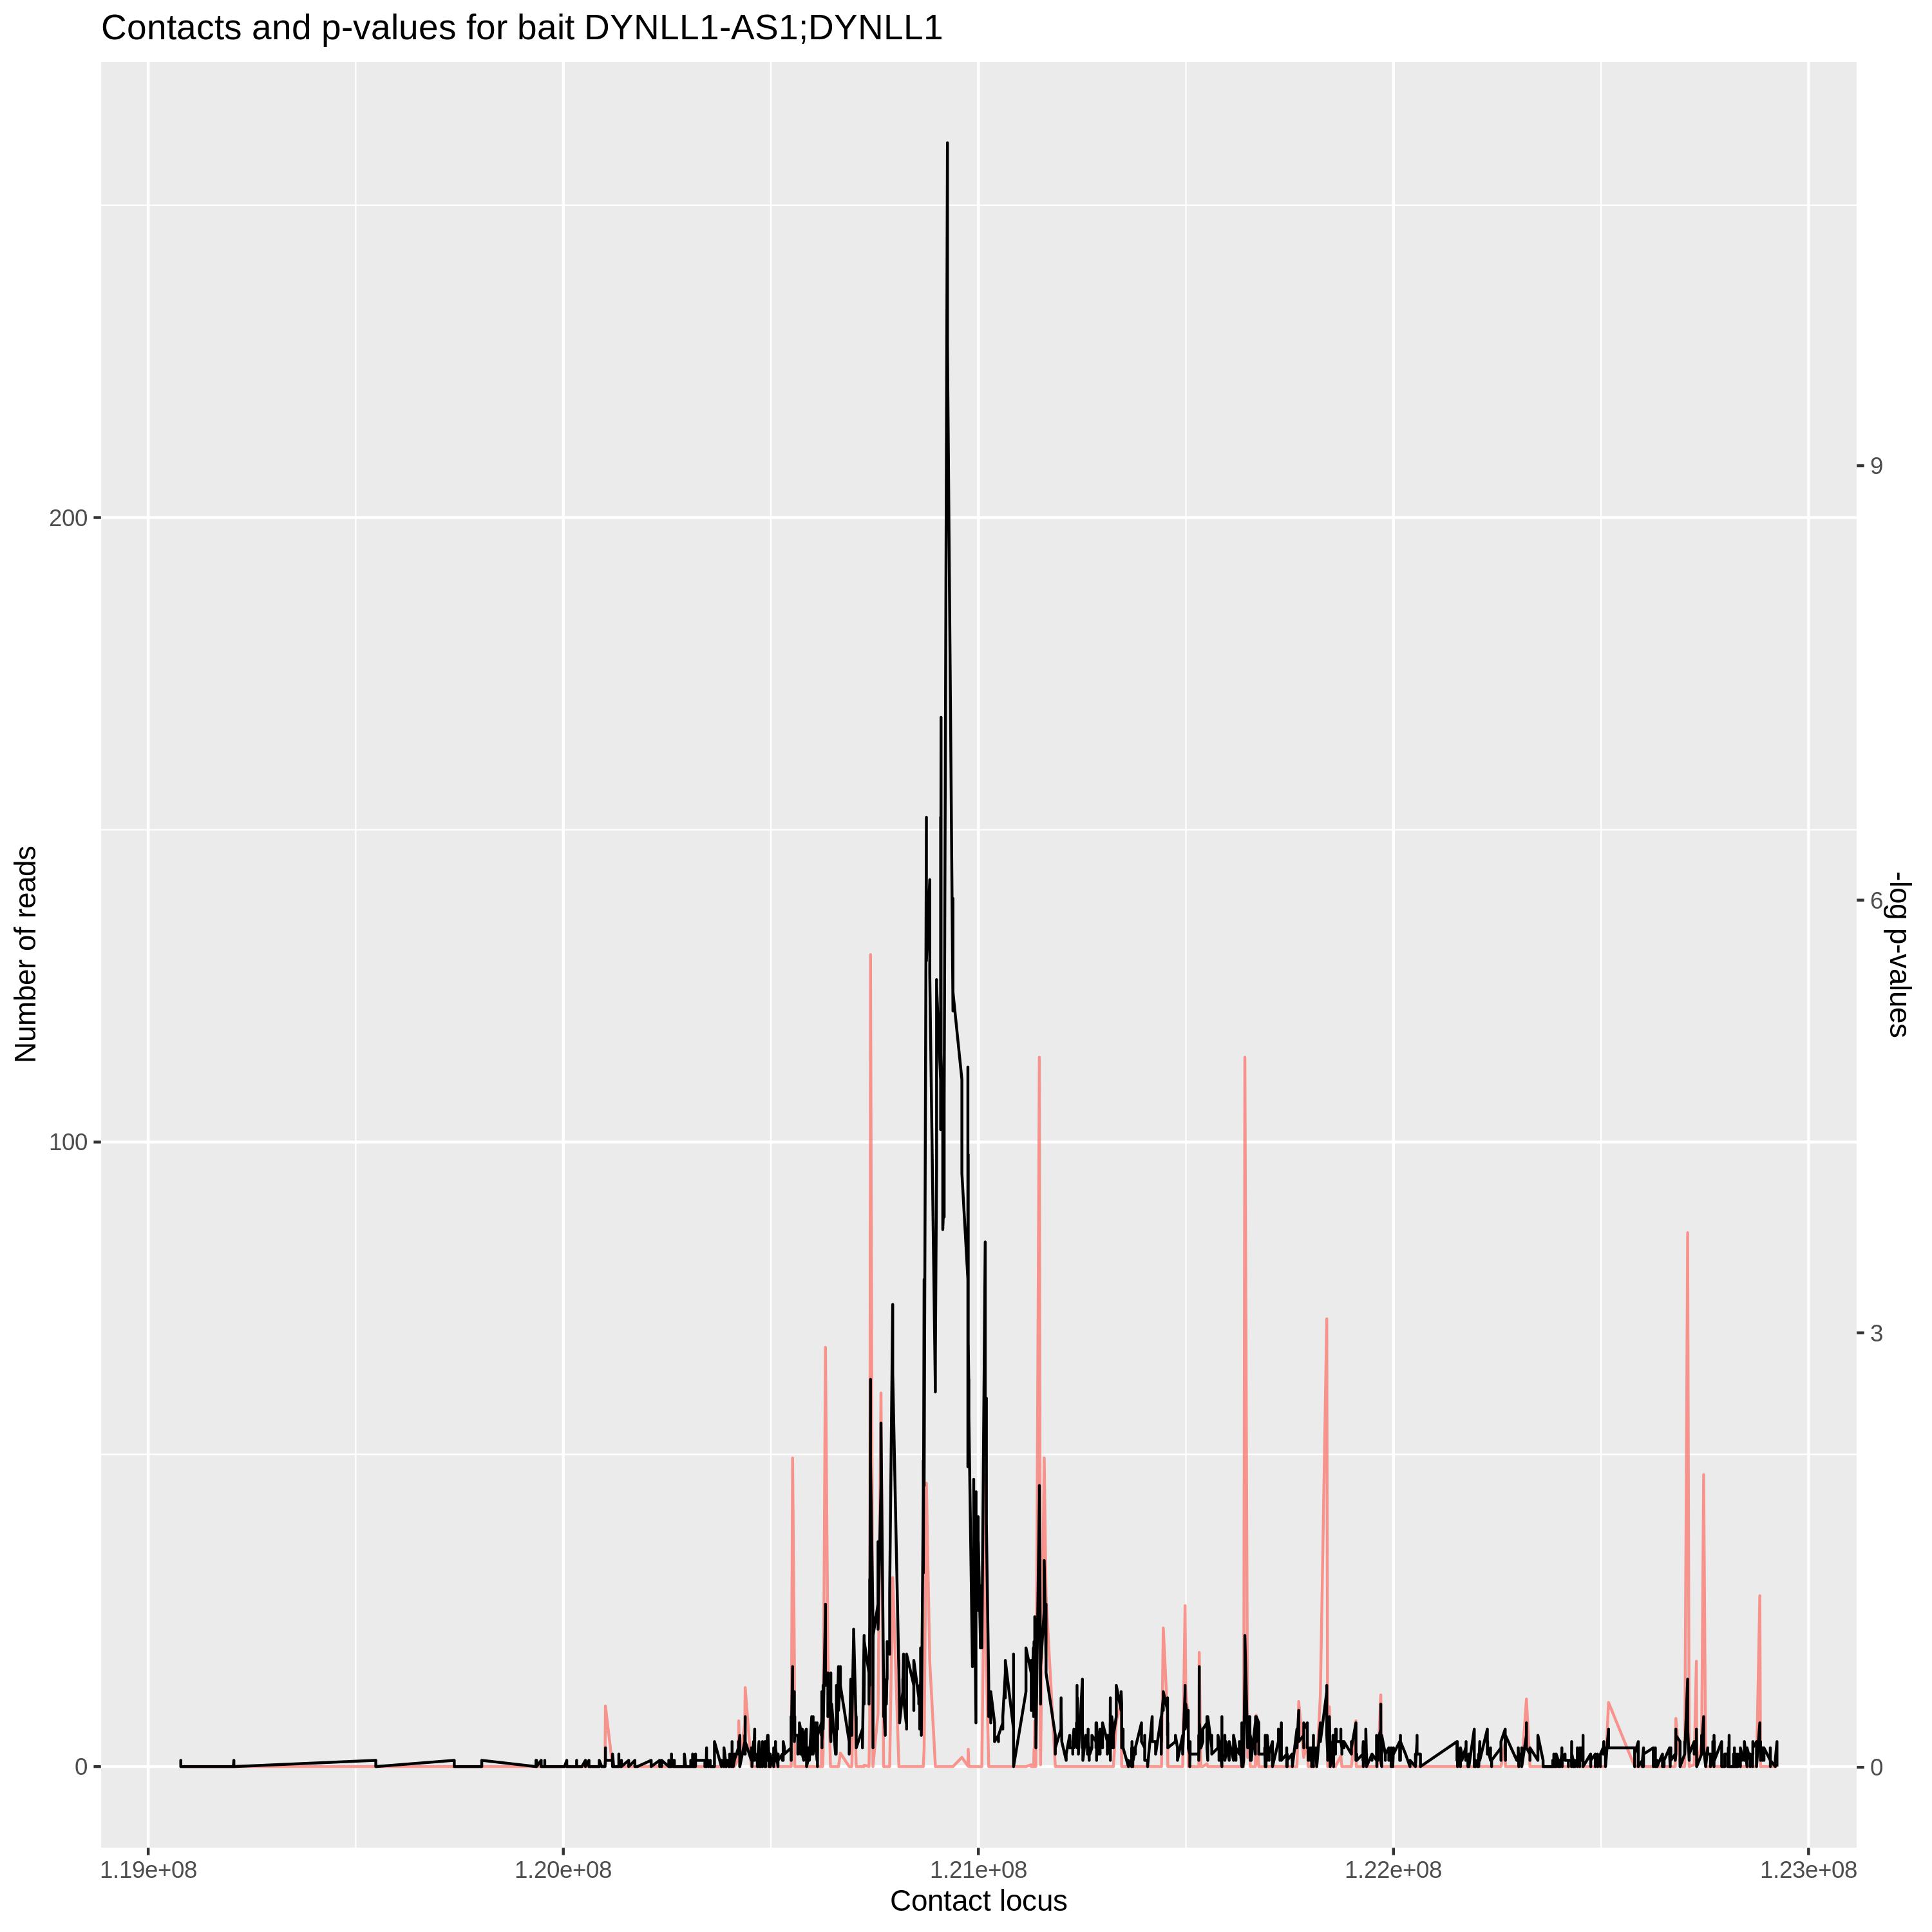 Contacts and p-values for bait DYNLL1-AS1;DYNLL1
Number of reads
200
100
0
9
6
3
0
-log p-values
1.19e+08 1.20e+08 1.21e+08 1.22e+08 1.23e+08
Contact locus